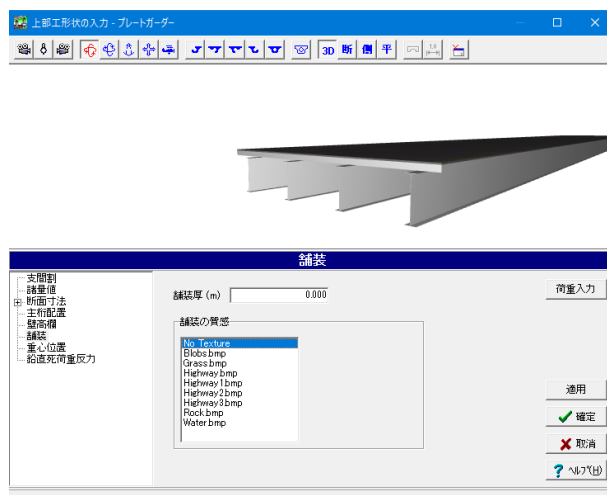 上部工形状の入力 - プレートガーダー
3D 断 側 平 1.0
舗装
支間割
諸量値
断面寸法
主桁配置
壁高欄
舗装
重心位置
鉛直死荷重反力
舗装厚 (m) 0.000
荷重入力
舗装の質感
No Texture
Blobs.bmp
Grass.bmp
Highway.bmp
Highway1.bmp
Highway2.bmp
Highway3.bmp
Rock.bmp
Water.bmp
適用
確定
取消
ヘルプ(H)